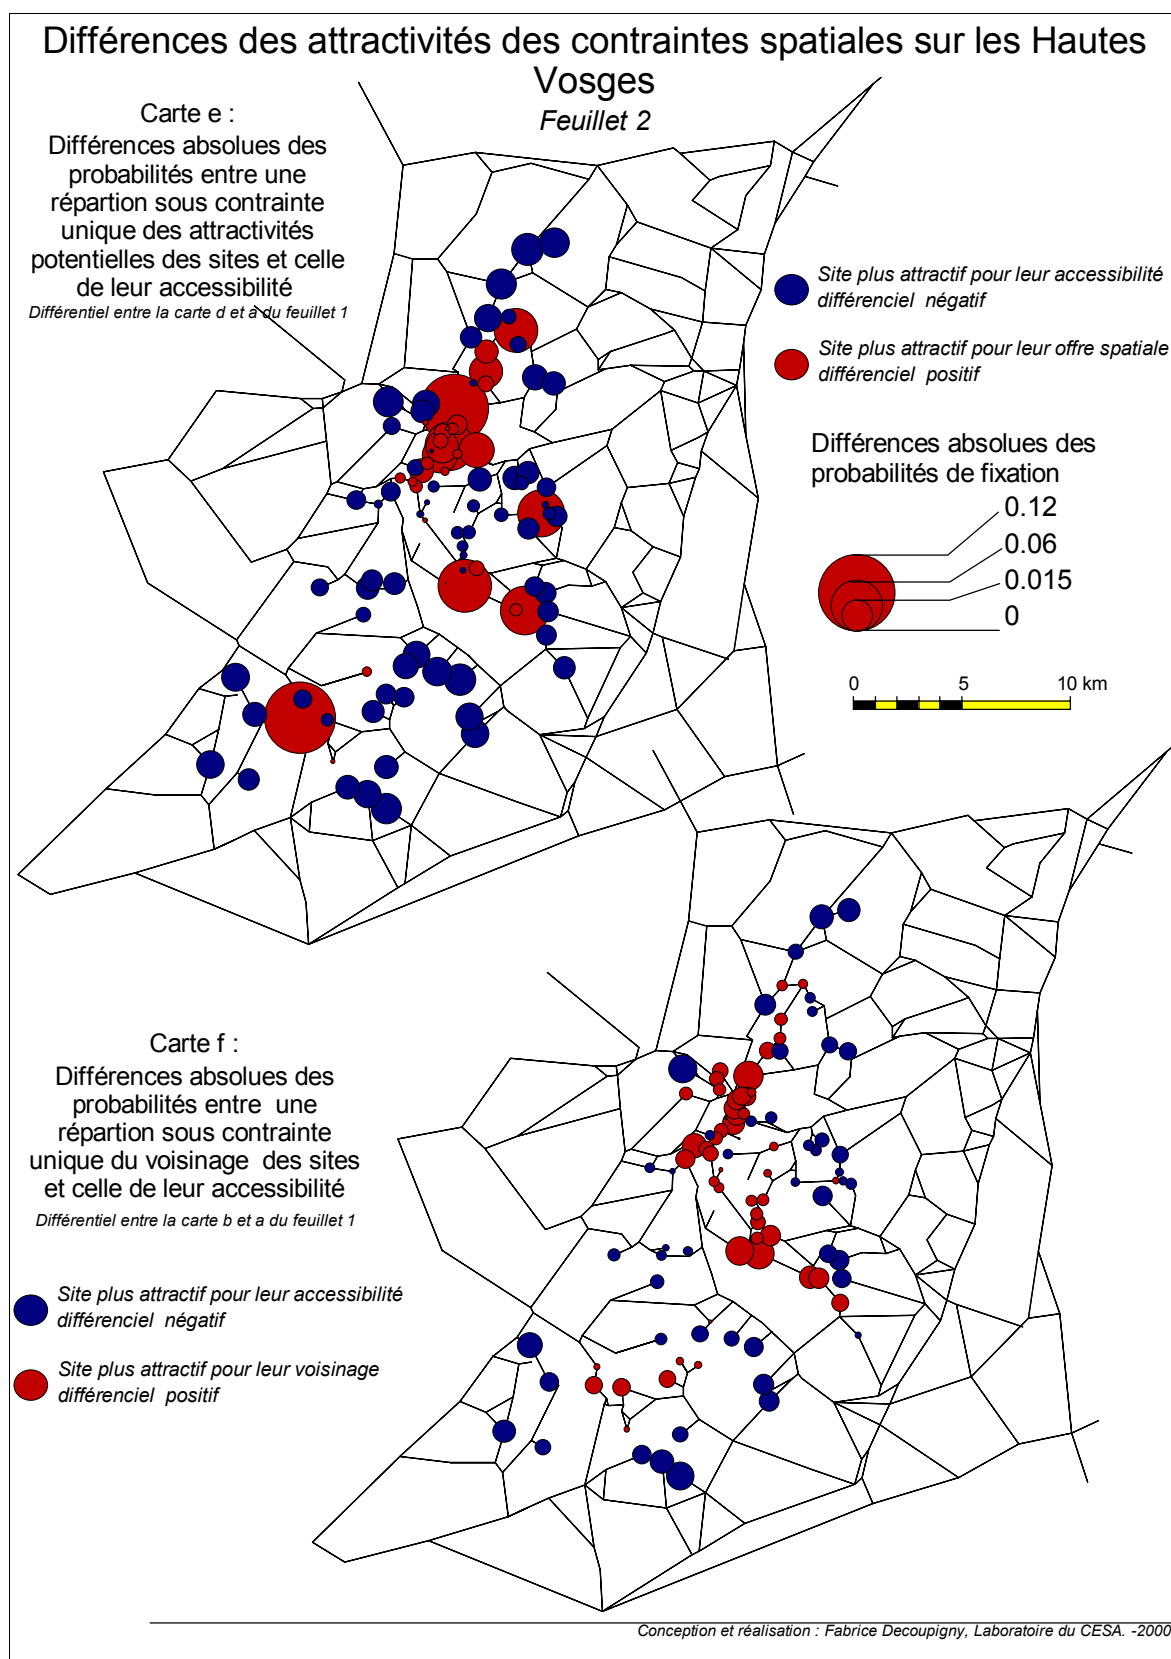 Différences des attractivités des contraintes spatiales sur les Hautes
Vosges
Feuillet 2
Carte e :
Différences absolues des
probabilités entre une
répartion sous contrainte
unique des attractivités
potentielles des sites et celle
de leur accessibilité
Différentiel entre la carte d et à du feuillet 1
Site plus attractif pour leur accessibilité
différenciel négatif
Site plus attractif pour leur offre spatiale
différenciel positif
Différences absolues des
probabilités de fixation
0.12
0.06
0.015
0
0 5 10 km
Carte f :
Différences absolues des
probabilités entre une
répartion sous contrainte
unique du voisinage des sites
et celle de leur accessibilité
Différentiel entre la carte b et a du feuillet 1
Site plus attractif pour leur accessibilité
différenciel négatif
Site plus attractif pour leur voisinage
différenciel positif
Conception et réalisation : Fabrice Decoupigny, Laboratoire du CESA. -2000